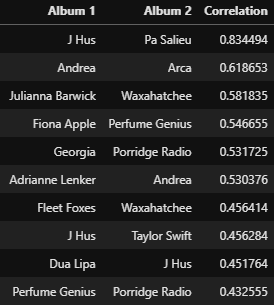 Album 1 Album 2 Correlation
J Hus Pa Salieu 0.834494
Andrea Arca 0.618653
Julianna Barwick Waxahatchee 0.581835
Fiona Apple Perfume Genius 0.546655
Georgia Porridge Radio 0.531725
Adrianne Lenker Andrea 0.530376
Fleet Foxes Waxahatchee 0.456414
J Hus Taylor Swift 0.456284
Dua Lipa J Hus 0.451764
Perfume Genius Porridge Radio 0.432555